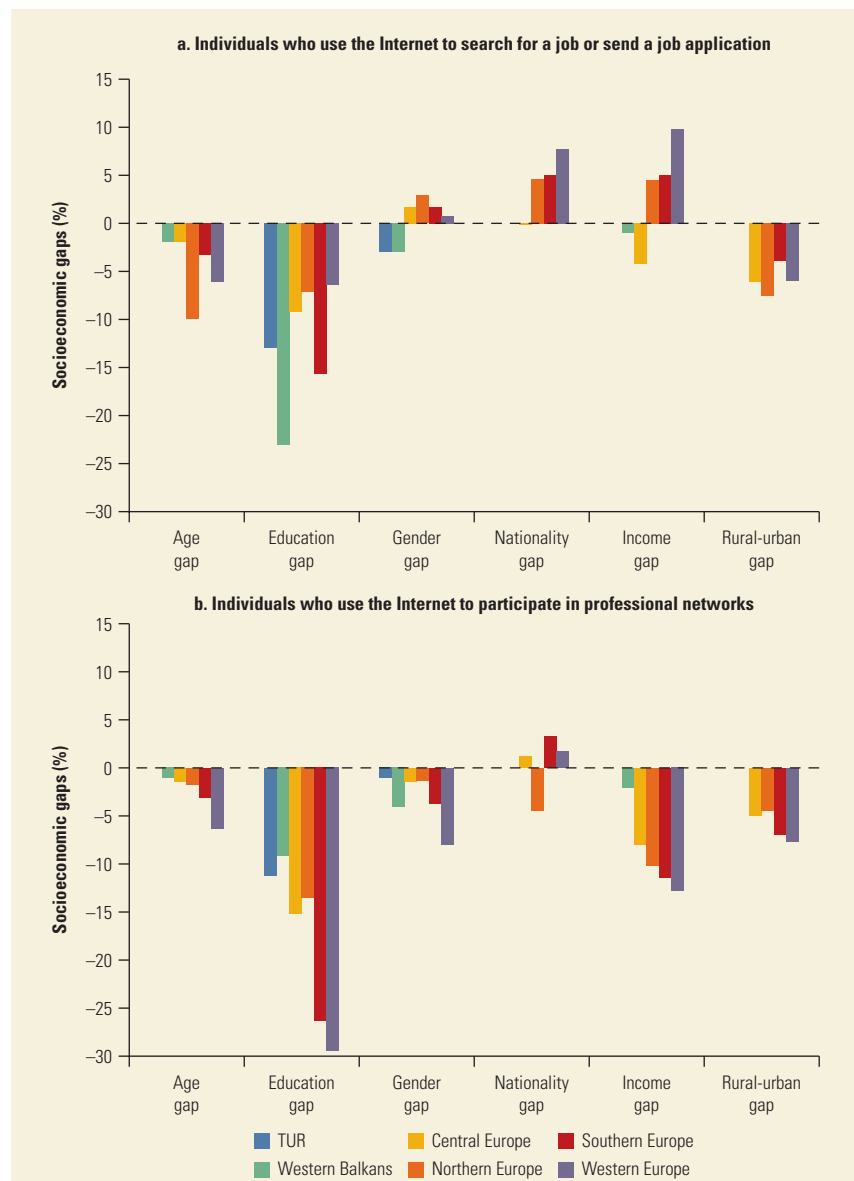 a. Individuals who use the Internet to search for a job or send a job application
15
10
5
0
–5
–10
–15
–20
–25
–30
Socioeconomic gaps (%)
Age gap
Education gap
Gender gap
Nationality gap
Income gap
Rural-urban gap
b. Individuals who use the Internet to participate in professional networks
15
10
5
0
–5
–10
–15
–20
–25
–30
Socioeconomic gaps (%)
Age gap
Education gap
Gender gap
Nationality gap
Income gap
Rural-urban gap
TUR
Central Europe
Southern Europe
Western Balkans
Northern Europe
Western Europe